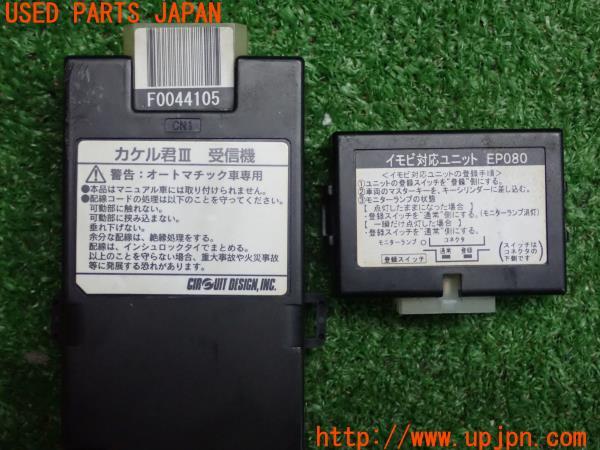 USED PARTS JAPAN
F0044105
CN1
カケル君Ⅲ 受信機
警告:オートマチック車専用
●本品はマニュアル車には取り付けられません。
●配線コードの処理は以下のことを守ってください。
可動部に触れない。
可動部に挟み込まない。
垂れ下げない。
余分な配線は、絶縁処理をする。
配線は、インシュロックタイでまとめる。
以上のことを守らない場合、重大事故や火災事故
等に発展する恐れがあります。
CIRCUIT DESIGN, INC.
イモビ対応ユニット EP080
<イモビ対応ユニットの登録手順>
①ユニットの登録スイッチを"登録"側にする。
②車両のマスターキーを、キーシリンダーに差し込む。
③モニターランプの状態
【点灯したままになった場合】
・登録スイッチを"通常"側にする。(モニターランプ消灯)
【一瞬だけ点灯した場合】
・登録スイッチを"通常"側にする。
モニターランプ
コネクタ
通常 登録
登録スイッチ
(スイッチは
コネクタの
下側です)
http://www.upjpn.com/